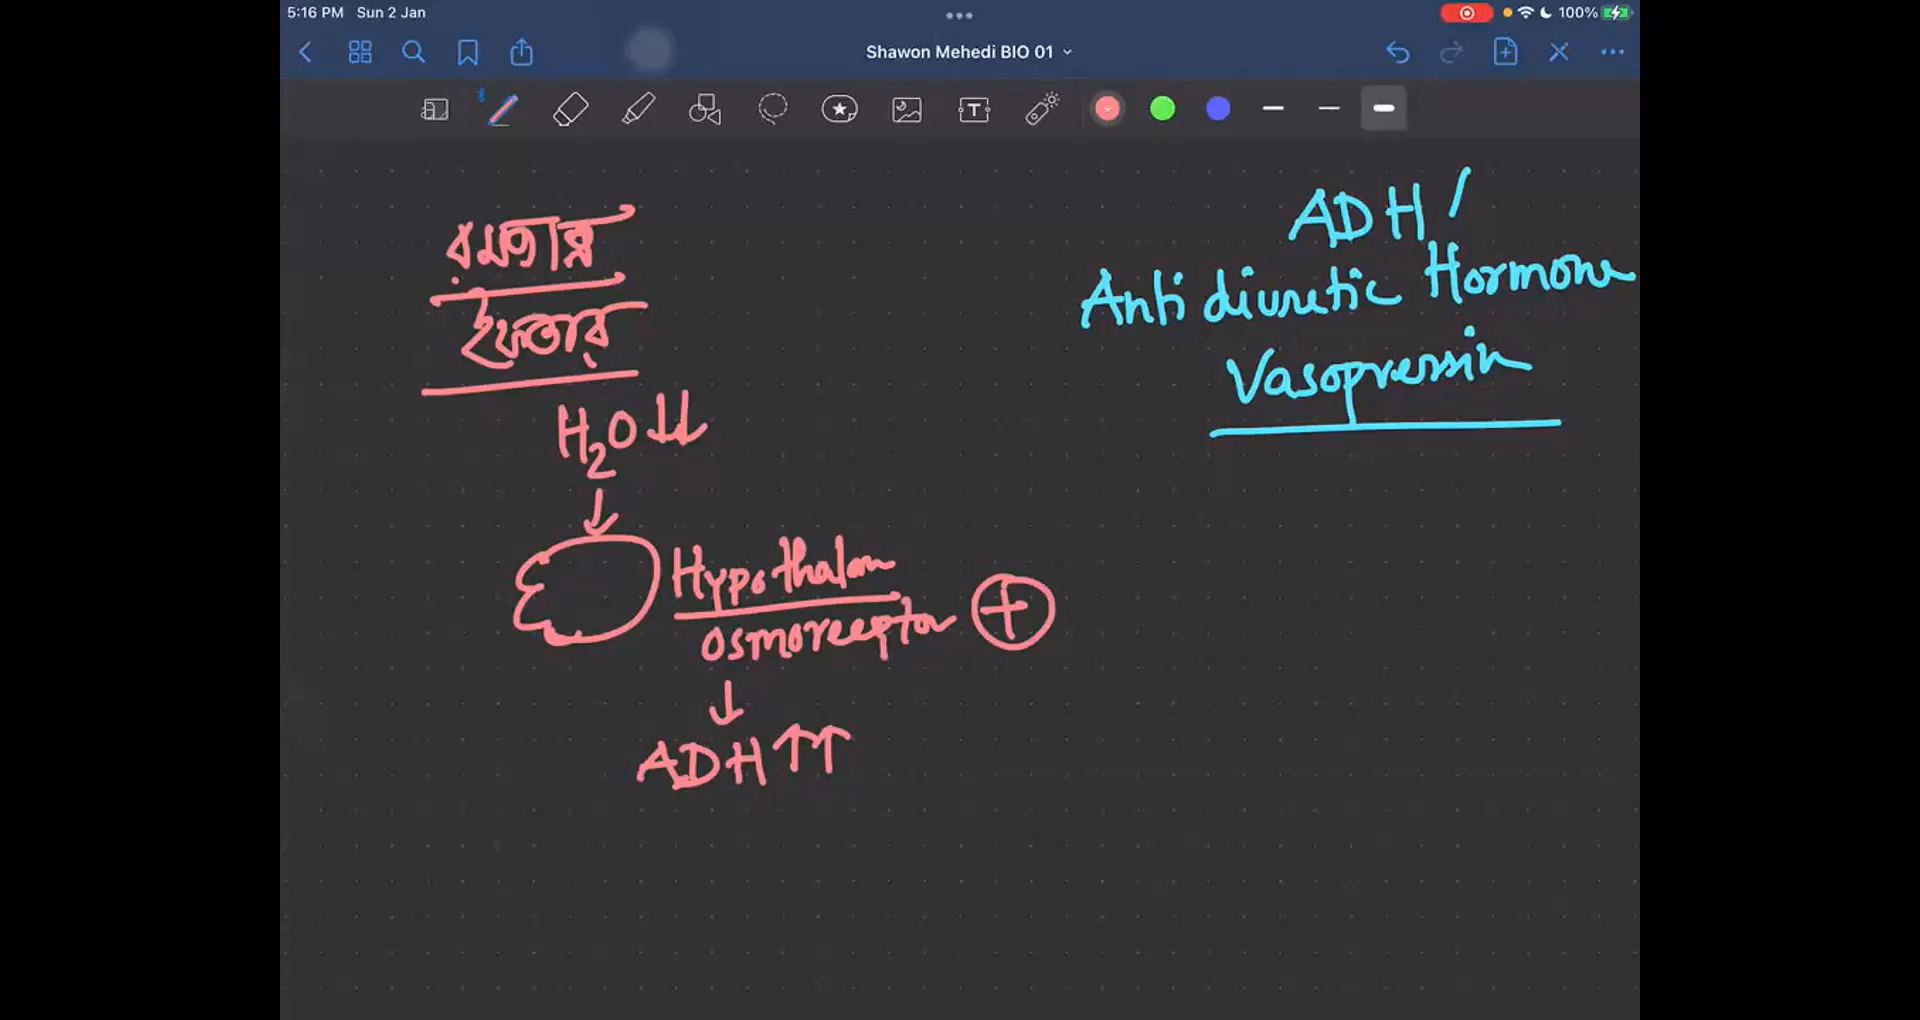 5:16 PM Sun 2 Jan
100%
Shawon Mehedi BIO 01
T
ADH /
রমজান
Anti diuretic Hormone
ইফতার
Vasopressin
H₂O ↓↓
↓
Hypothalam
osmoreceptor +
↓
ADH ↑↑